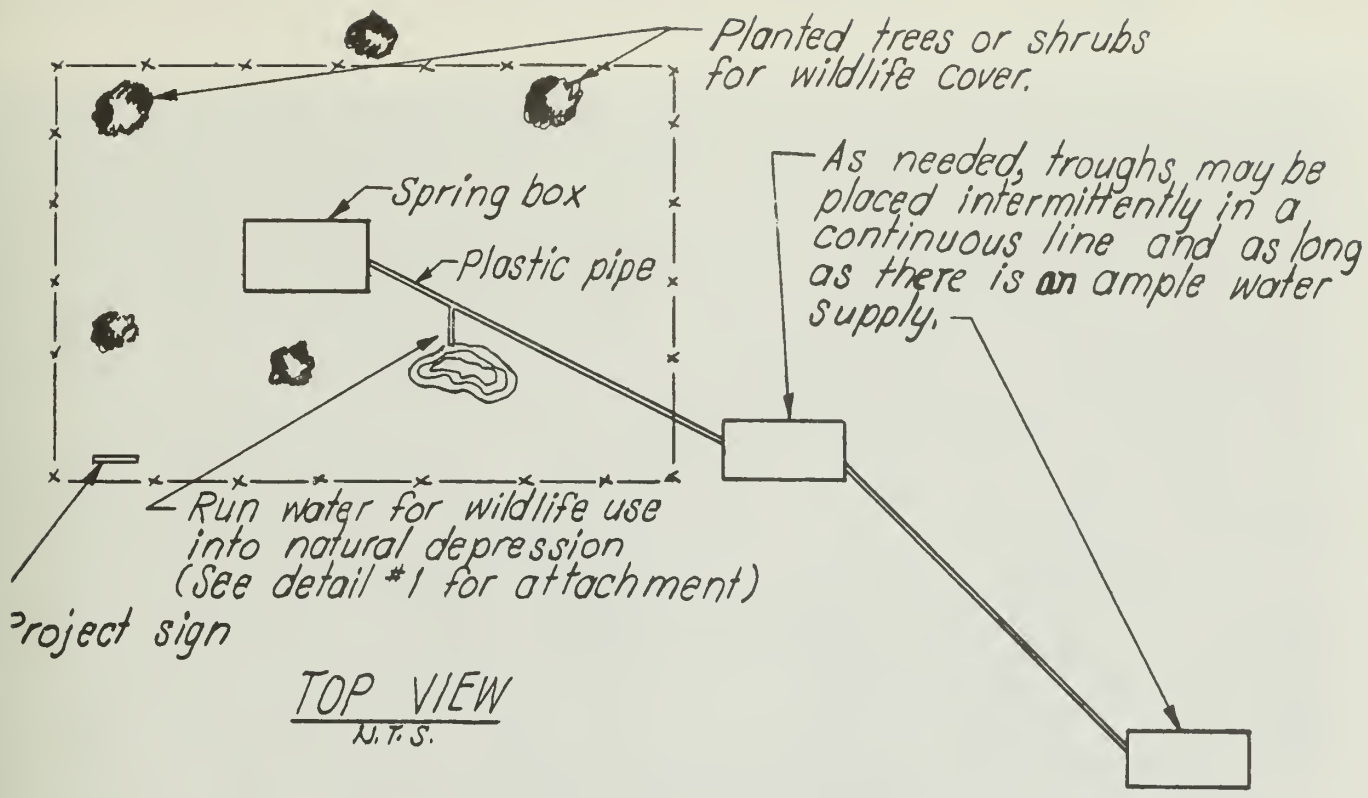 Planted trees or shrubs
for wildlife cover.
As needed, troughs may be
placed intermittently in a
continuous line and as long
as there is an ample water
supply.
Spring box
Plastic pipe
Run water for wildlife use
into natural depression
(See detail #1 for attachment)
Project sign
TOP VIEW
N.T.S.